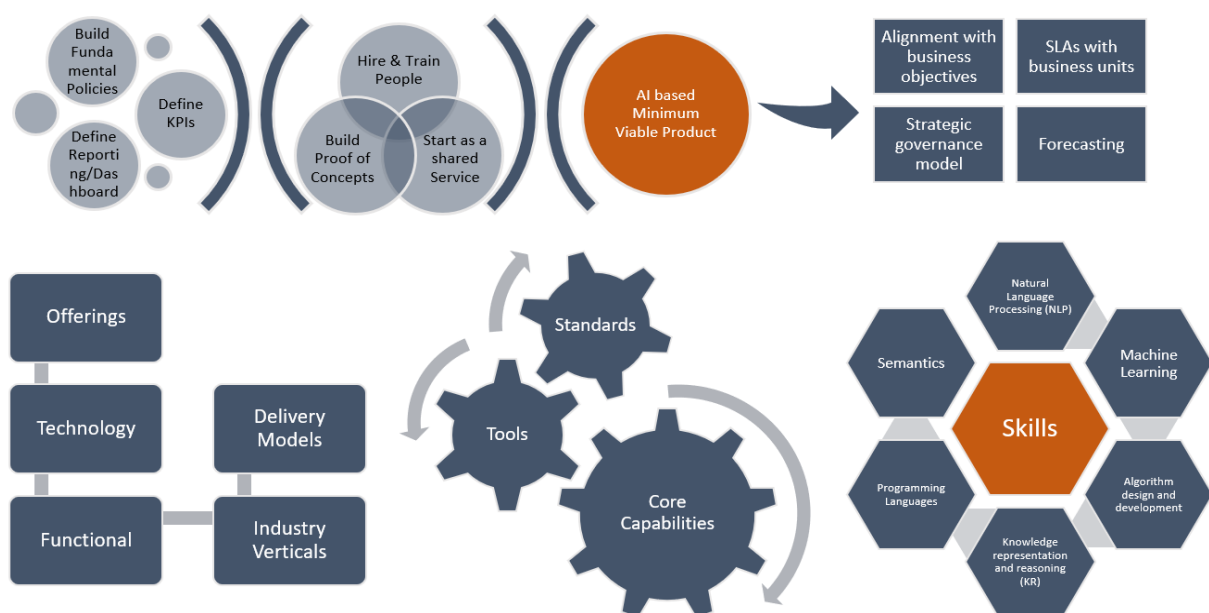 Build
Funda
mental
Policies
Define
KPIs
Define
Reporti
ng/Das
hboard
Hire & Train
People
Build
Proof of
Concepts
Start as a
shared
Service
AI based
Minimum
Viable Product
Alignment with
business
objectives
SLAs with
business units
Strategic
governance
model
Forecasting
Offerings
Technology
Functional
Industry
Verticals
Delivery
Models
Standards
Tools
Core
Capabilities
Natural
Language
Processing (NLP)
Machine
Learning
Algorithm
design and
development
Knowledge
representation
and reasoning
(KR)
Programming
Languages
Semantics
Skills